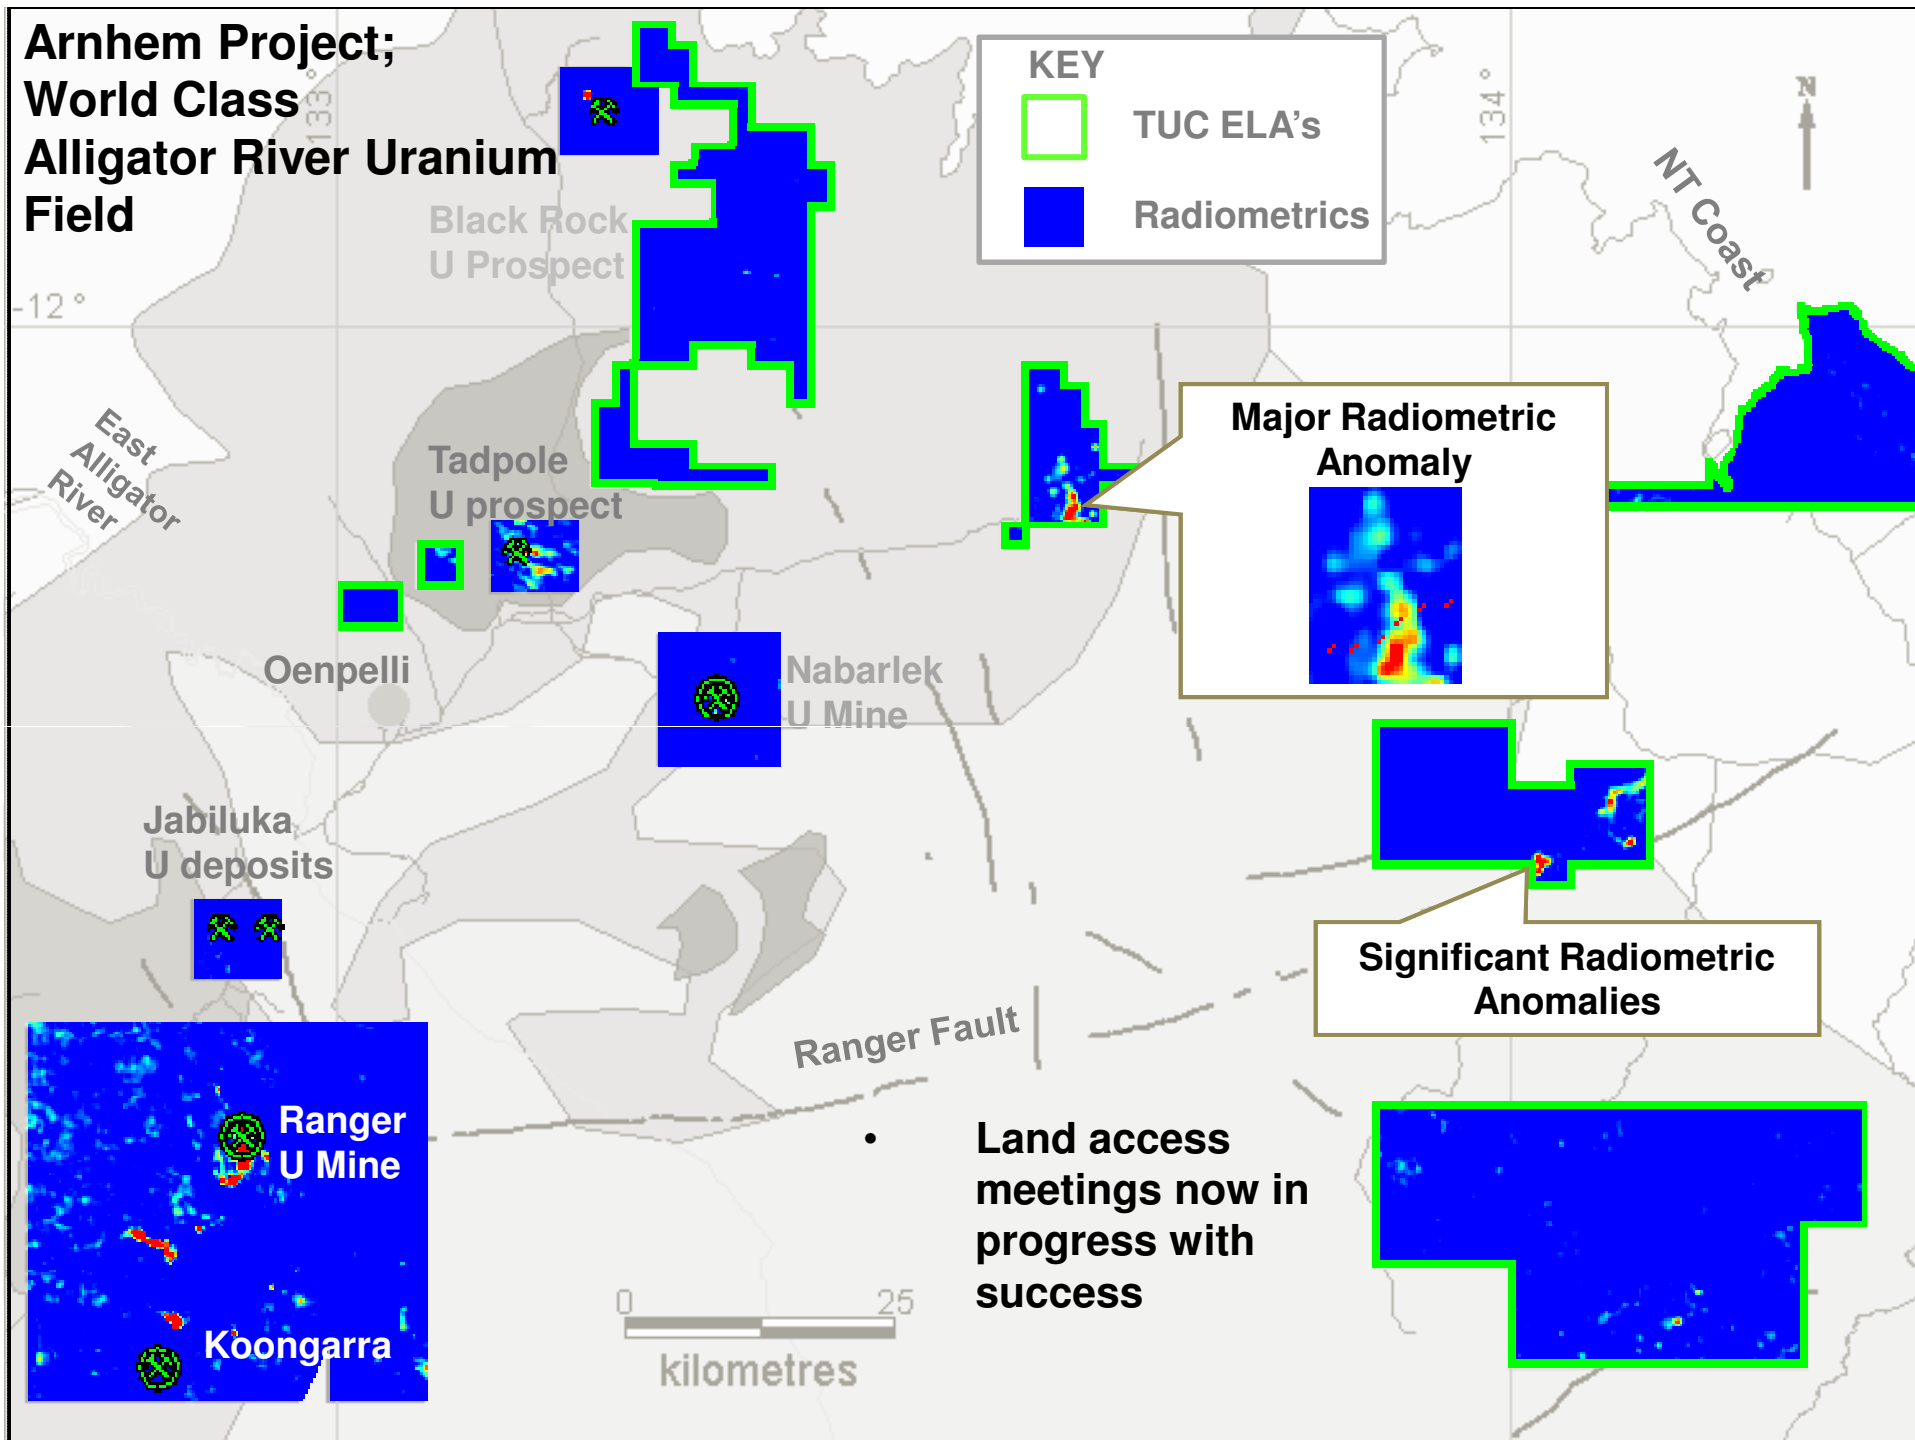 Arnhem Project;
World Class
Alligator River Uranium
Field
133°
KEY
TUC ELA's
Radiometrics
134°
N
NT Coast
Black Rock
U Prospect
-12°
East
Alligator
River
Tadpole
U prospect
Major Radiometric
Anomaly
Oenpelli
Nabarlek
U Mine
Jabiluka
U deposits
Significant Radiometric
Anomalies
Ranger Fault
Ranger
U Mine
• Land access
meetings now in
progress with
success
Koongarra
0 25
kilometres